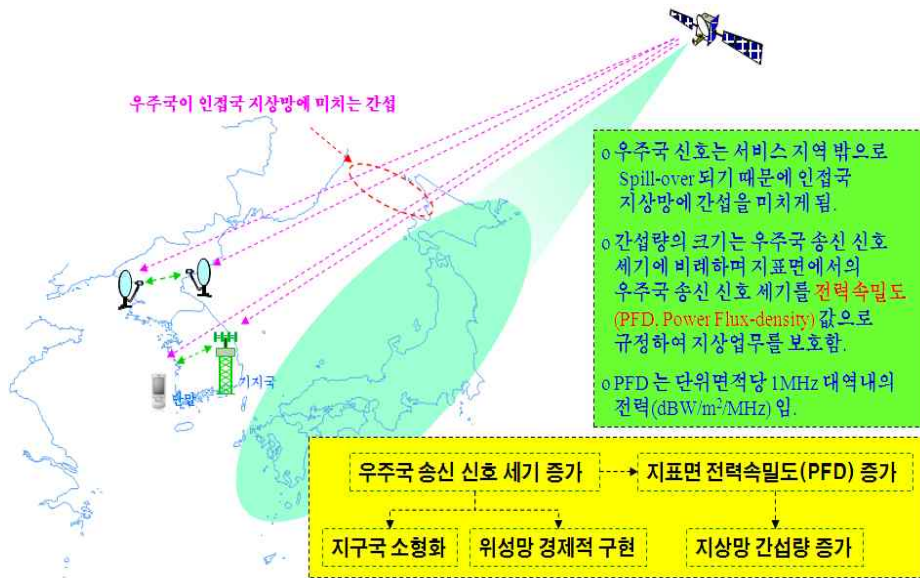 우주국이 인접국 지상망에 미치는 간섭
o 우주국 신호는 서비스 지역 밖으로
Spill-over 되기 때문에 인접국
지상망에 간섭을 미치게 됨.
o 간섭량의 크기는 우주국 송신 신호
세기에 비례하며 지표면에서의
우주국 송신 신호 세기를 전력속밀도
(PFD, Power Flux-density) 값으로
규정하여 지상업무를 보호함.
o PFD 는 단위면적당 1MHz 대역내의
전력(dBW/m²/MHz) 임.
기지국
단말
우주국 송신 신호 세기 증가
지표면 전력속밀도(PFD) 증가
지구국 소형화
위성망 경제적 구현
지상망 간섭량 증가